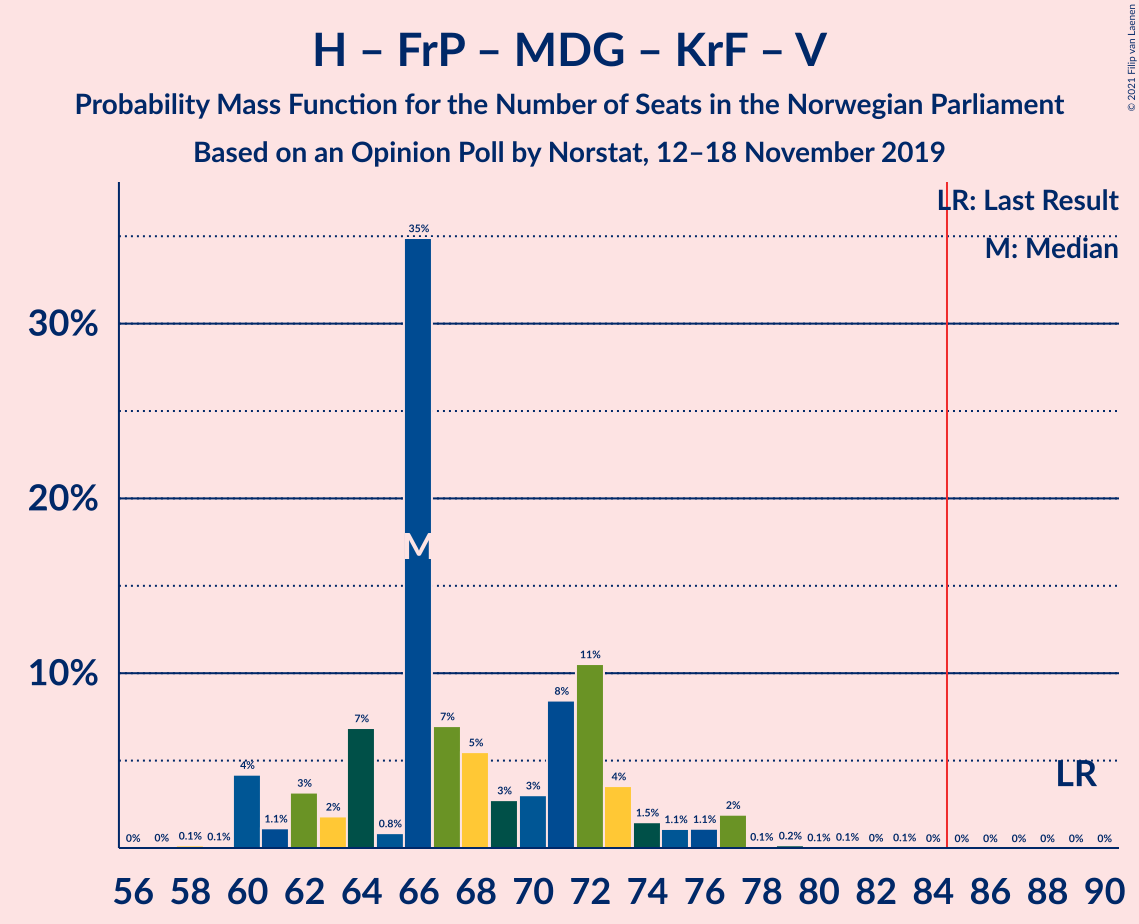 H – FrP – MDG – KrF – V
Probability Mass Function for the Number of Seats in the Norwegian Parliament
Based on an Opinion Poll by Norstat, 12–18 November 2019
© 2021 Filip van Laenen
LR: Last Result
M: Median
30%
20%
10%
0% 0% 0.1% 0.1% 4% 1.1% 3% 2% 7% 0.8% 35% 7% 5% 3% 3% 8% 11% 4% 1.5% 1.1% 1.1% 2% 0.1% 0.2% 0.1% 0.1% 0% 0.1% 0% 0% 0% 0% 0% 0% 0%
M
LR
56 58 60 62 64 66 68 70 72 74 76 78 80 82 84 86 88 90